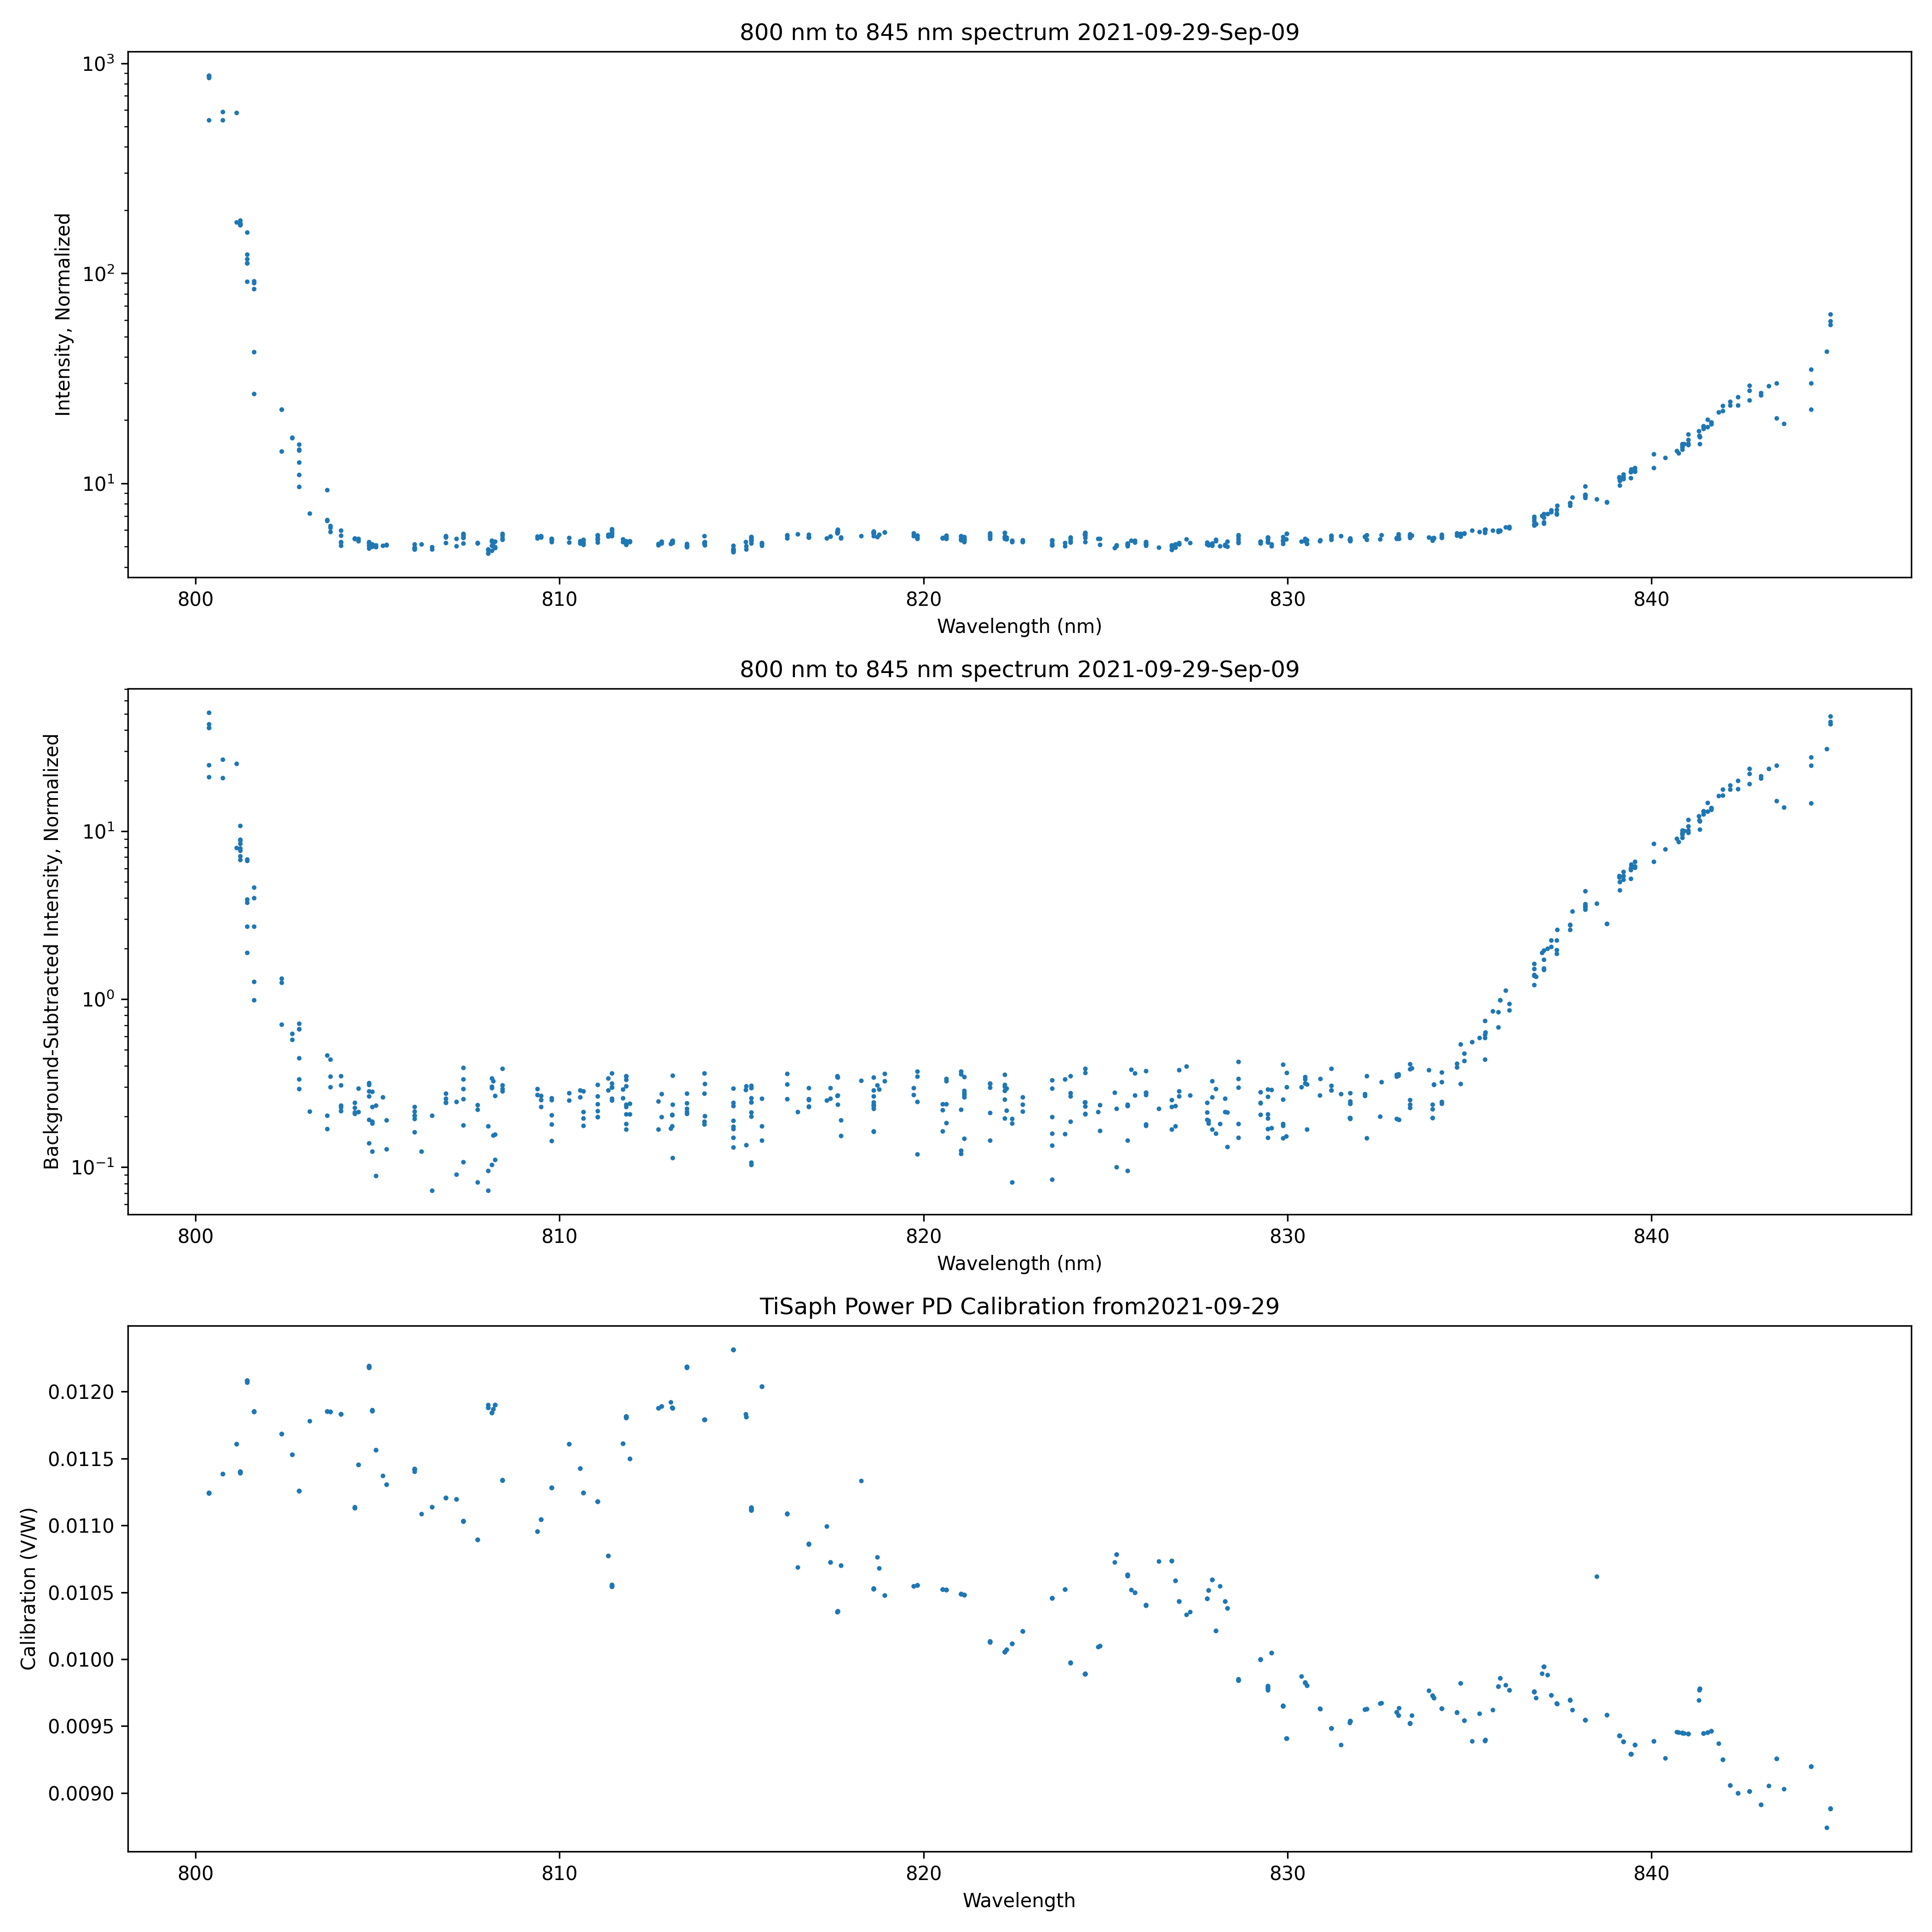 800 nm to 845 nm spectrum 2021-09-29-Sep-09
Intensity, Normalized
10³
10²
10¹
800 810 820 830 840
Wavelength (nm)
800 nm to 845 nm spectrum 2021-09-29-Sep-09
Background-Subtracted Intensity, Normalized
10¹
10⁰
10⁻¹
800 810 820 830 840
Wavelength (nm)
TiSaph Power PD Calibration from2021-09-29
Calibration (V/W)
0.0120
0.0115
0.0110
0.0105
0.0100
0.0095
0.0090
800 810 820 830 840
Wavelength